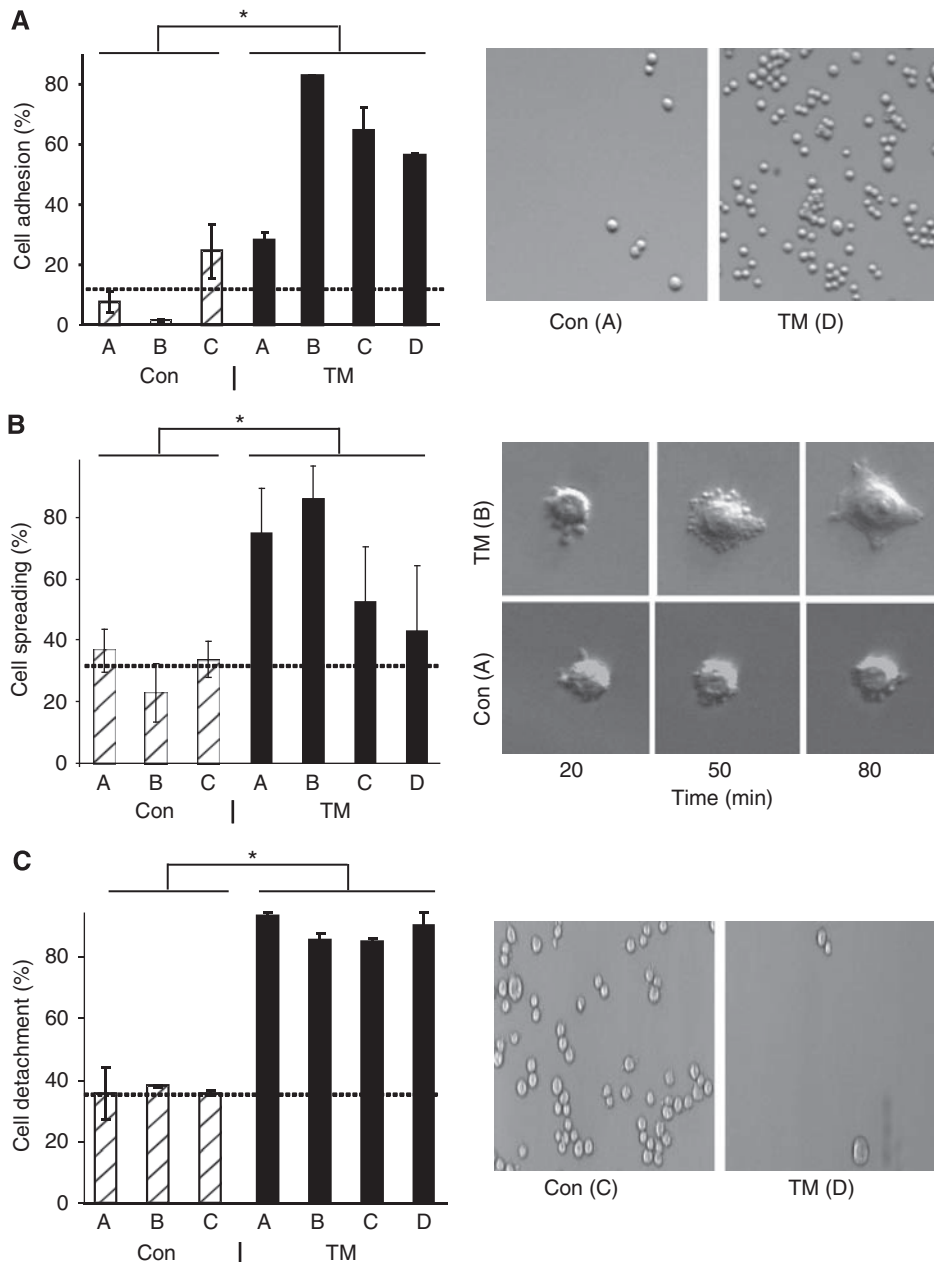 A
*
Cell adhesion (%)
80
60
40
20
0
A B C A B C D
Con | TM
Con (A) TM (D)
B
*
Cell spreading (%)
80
60
40
20
0
A B C A B C D
Con | TM
TM (B)
Con (A)
20 50 80
Time (min)
C
*
Cell detachment (%)
80
60
40
20
0
A B C A B C D
Con | TM
Con (C) TM (D)